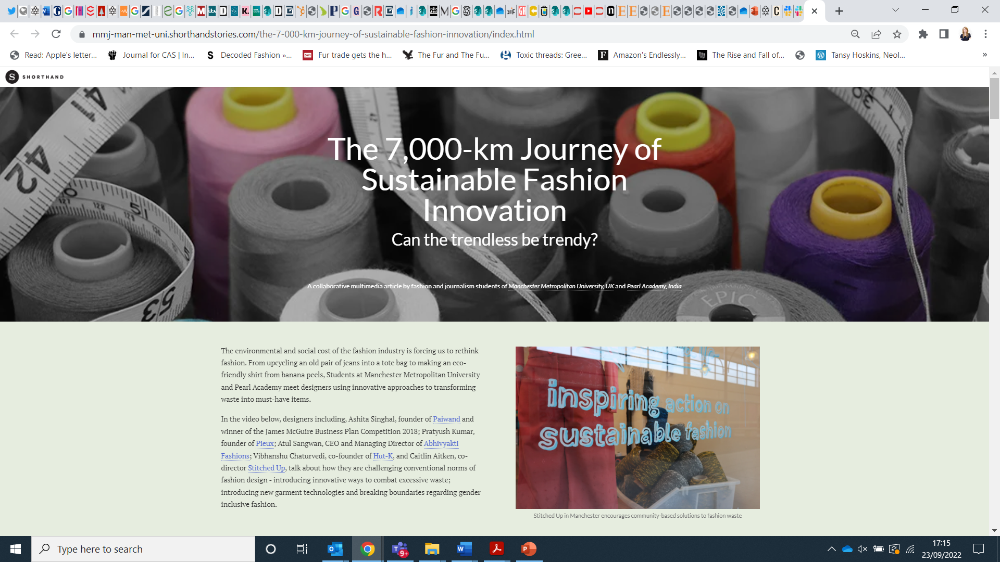 mmj-man-met-uni.shorthandstories.com/the-7-000-km-journey-of-sustainable-fashion-innovation/index.html
Read: Apple's letter...
Journal for CAS | In...
Decoded Fashion »...
Fur trade gets the h...
The Fur and The Fu...
Toxic threads: Gree...
Amazon's Endlessly...
The Rise and Fall of...
Tansy Hoskins, Neol...
»
S SHORTHAND
41
42
30
127
128
129
51
53
5
The 7,000-km Journey of
Sustainable Fashion
Innovation
Can the trendless be trendy?
A collaborative multimedia article by fashion and journalism students of Manchester Metropolitan University, UK and Pearl Academy, India
EPIC
The environmental and social cost of the fashion industry is forcing us to rethink
fashion. From upcycling an old pair of jeans into a tote bag to making an eco-
friendly shirt from banana peels, Students at Manchester Metropolitan University
and Pearl Academy meet designers using innovative approaches to transforming
waste into must-have items.
In the video below, designers including, Ashita Singhal, founder of Paiwand and
winner of the James McGuire Business Plan Competition 2018; Pratyush Kumar,
founder of Pieux; Atul Sangwan, CEO and Managing Director of Abhivyakti
Fashions; Vibhanshu Chaturvedi, co-founder of Hut-K, and Caitlin Aitken, co-
director Stitched Up, talk about how they are challenging conventional norms of
fashion design - introducing innovative ways to combat excessive waste;
introducing new garment technologies and breaking boundaries regarding gender
inclusive fashion.
inspiring action on
sustainable fashion
Stitched Up in Manchester encourages community-based solutions to fashion waste
Type here to search
9+
17:15
23/09/2022